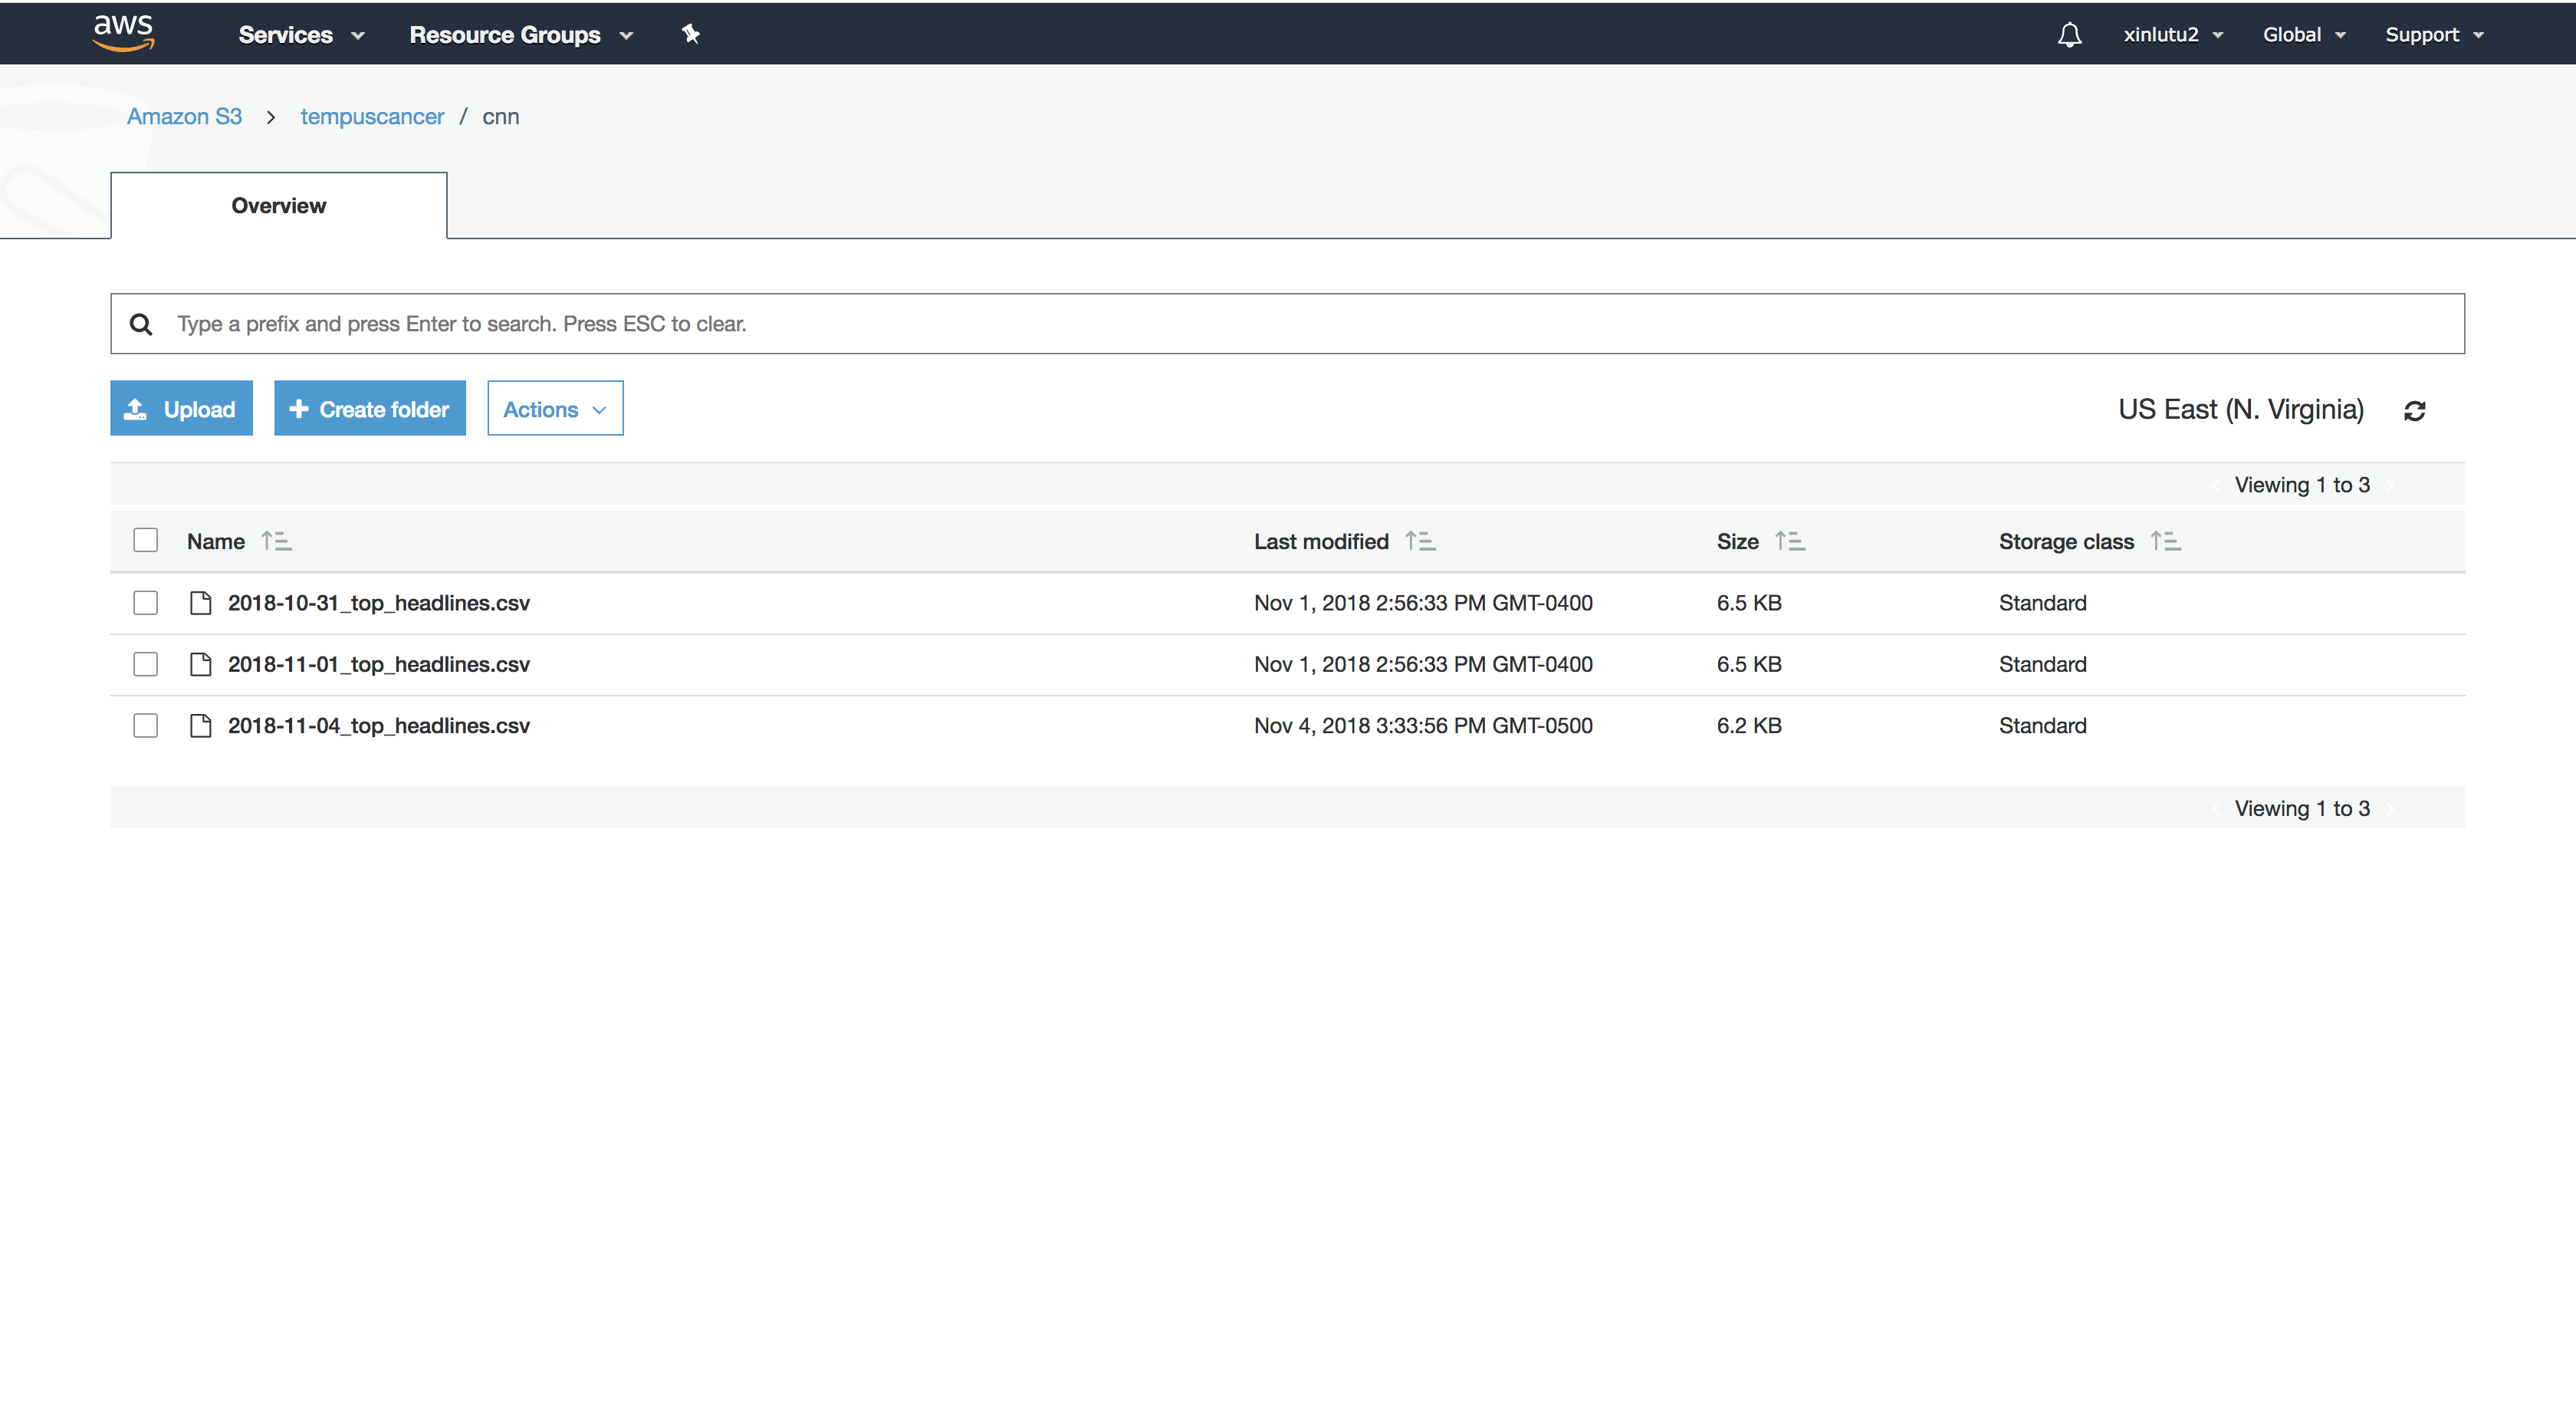 aws Services Resource Groups xinlutu2 Global Support
Amazon S3 > tempuscancer / cnn
Overview
Type a prefix and press Enter to search. Press ESC to clear.
Upload Create folder Actions US East (N. Virginia)
Viewing 1 to 3
Name Last modified Size Storage class
2018-10-31_top_headlines.csv Nov 1, 2018 2:56:33 PM GMT-0400 6.5 KB Standard
2018-11-01_top_headlines.csv Nov 1, 2018 2:56:33 PM GMT-0400 6.5 KB Standard
2018-11-04_top_headlines.csv Nov 4, 2018 3:33:56 PM GMT-0500 6.2 KB Standard
Viewing 1 to 3